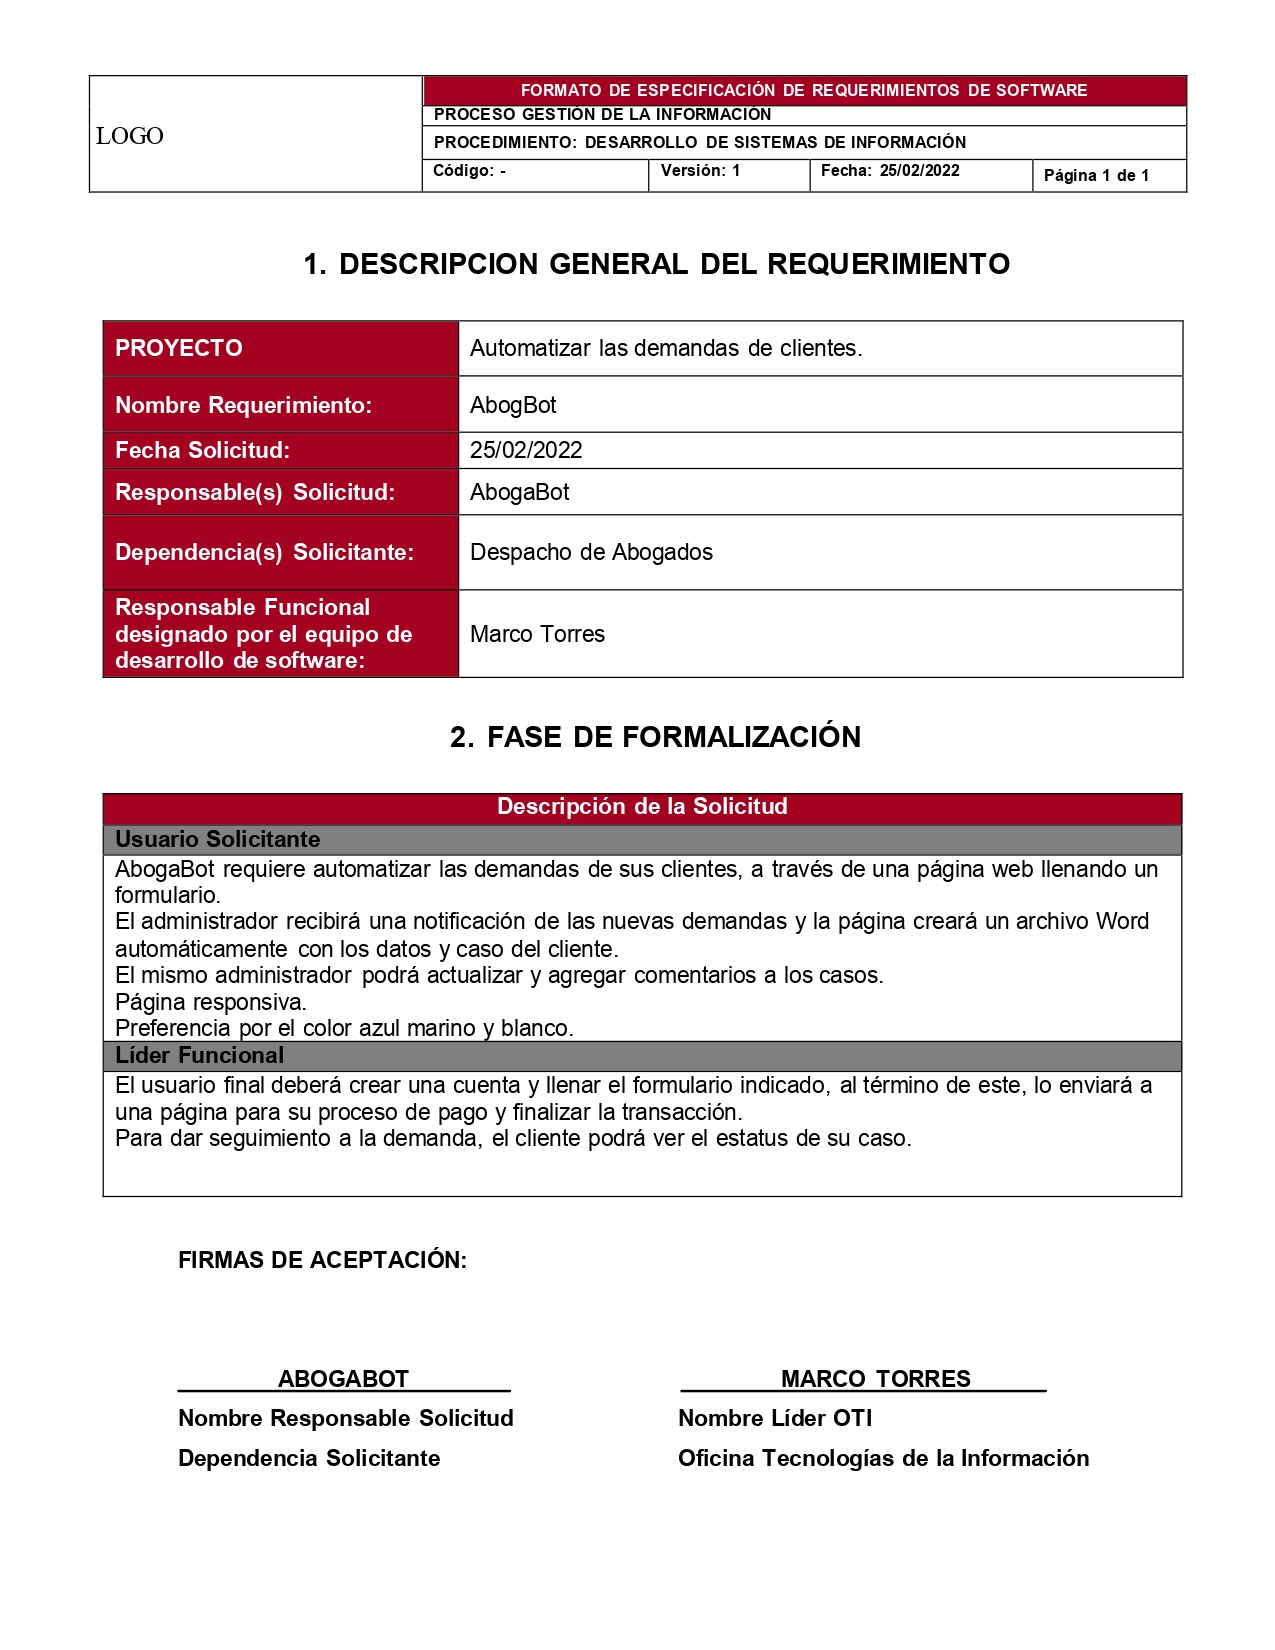 LOGO
FORMATO DE ESPECIFICACIÓN DE REQUERIMIENTOS DE SOFTWARE
PROCESO GESTIÓN DE LA INFORMACIÓN
PROCEDIMIENTO: DESARROLLO DE SISTEMAS DE INFORMACIÓN
Código: - Versión: 1 Fecha: 25/02/2022 Página 1 de 1
1. DESCRIPCION GENERAL DEL REQUERIMIENTO
PROYECTO Automatizar las demandas de clientes.
Nombre Requerimiento: AbogBot
Fecha Solicitud: 25/02/2022
Responsable(s) Solicitud: AbogaBot
Dependencia(s) Solicitante: Despacho de Abogados
Responsable Funcional
designado por el equipo de
desarrollo de software:
Marco Torres
2. FASE DE FORMALIZACIÓN
Descripción de la Solicitud
Usuario Solicitante
AbogaBot requiere automatizar las demandas de sus clientes, a través de una página web llenando un
formulario.
El administrador recibirá una notificación de las nuevas demandas y la página creará un archivo Word
automáticamente con los datos y caso del cliente.
El mismo administrador podrá actualizar y agregar comentarios a los casos.
Página responsiva.
Preferencia por el color azul marino y blanco.
Líder Funcional
El usuario final deberá crear una cuenta y llenar el formulario indicado, al término de este, lo enviará a
una página para su proceso de pago y finalizar la transacción.
Para dar seguimiento a la demanda, el cliente podrá ver el estatus de su caso.
FIRMAS DE ACEPTACIÓN:
ABOGABOT MARCO TORRES
Nombre Responsable Solicitud Nombre Líder OTI
Dependencia Solicitante Oficina Tecnologías de la Información